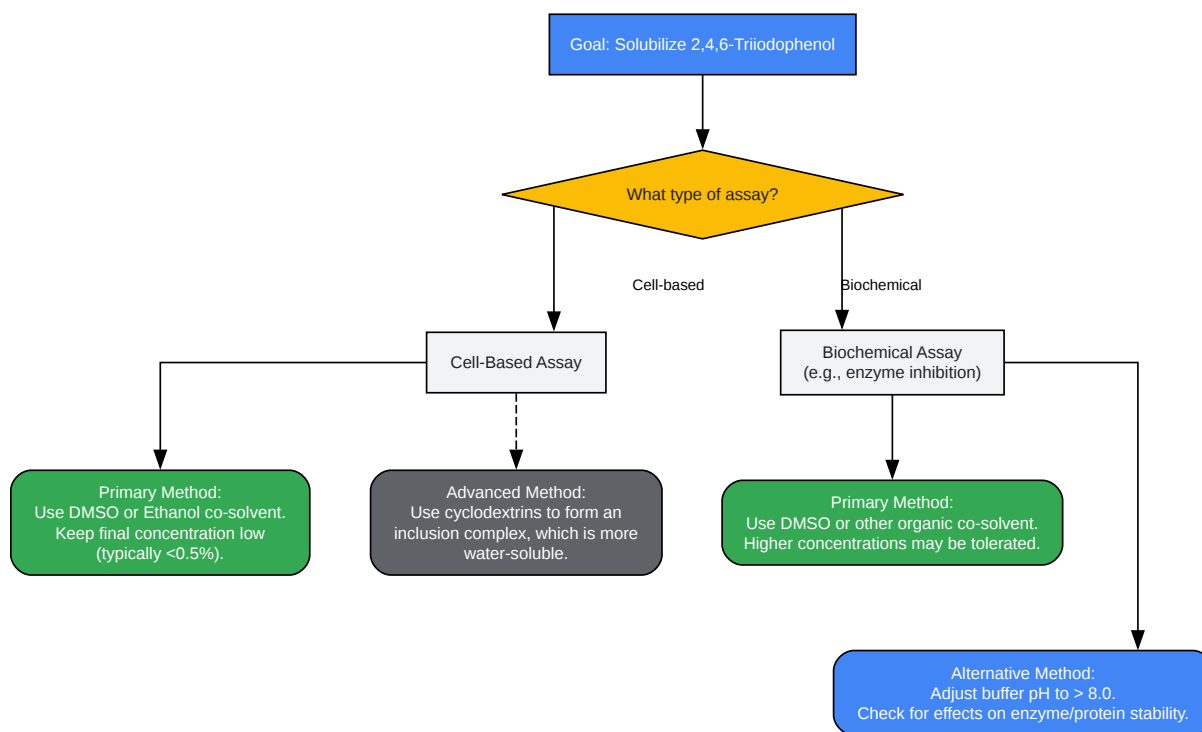 Goal: Solubilize 2,4,6-Triiodophenol
What type of assay?
Cell-based
Biochemical
Cell-Based Assay
Biochemical Assay
(e.g., enzyme inhibition)
Primary Method:
Use DMSO or Ethanol co-solvent.
Keep final concentration low
(typically <0.5%).
Advanced Method:
Use cyclodextrins to form an
inclusion complex, which is more
water-soluble.
Primary Method:
Use DMSO or other organic co-solvent.
Higher concentrations may be tolerated.
Alternative Method:
Adjust buffer pH to > 8.0.
Check for effects on enzyme/protein stability.